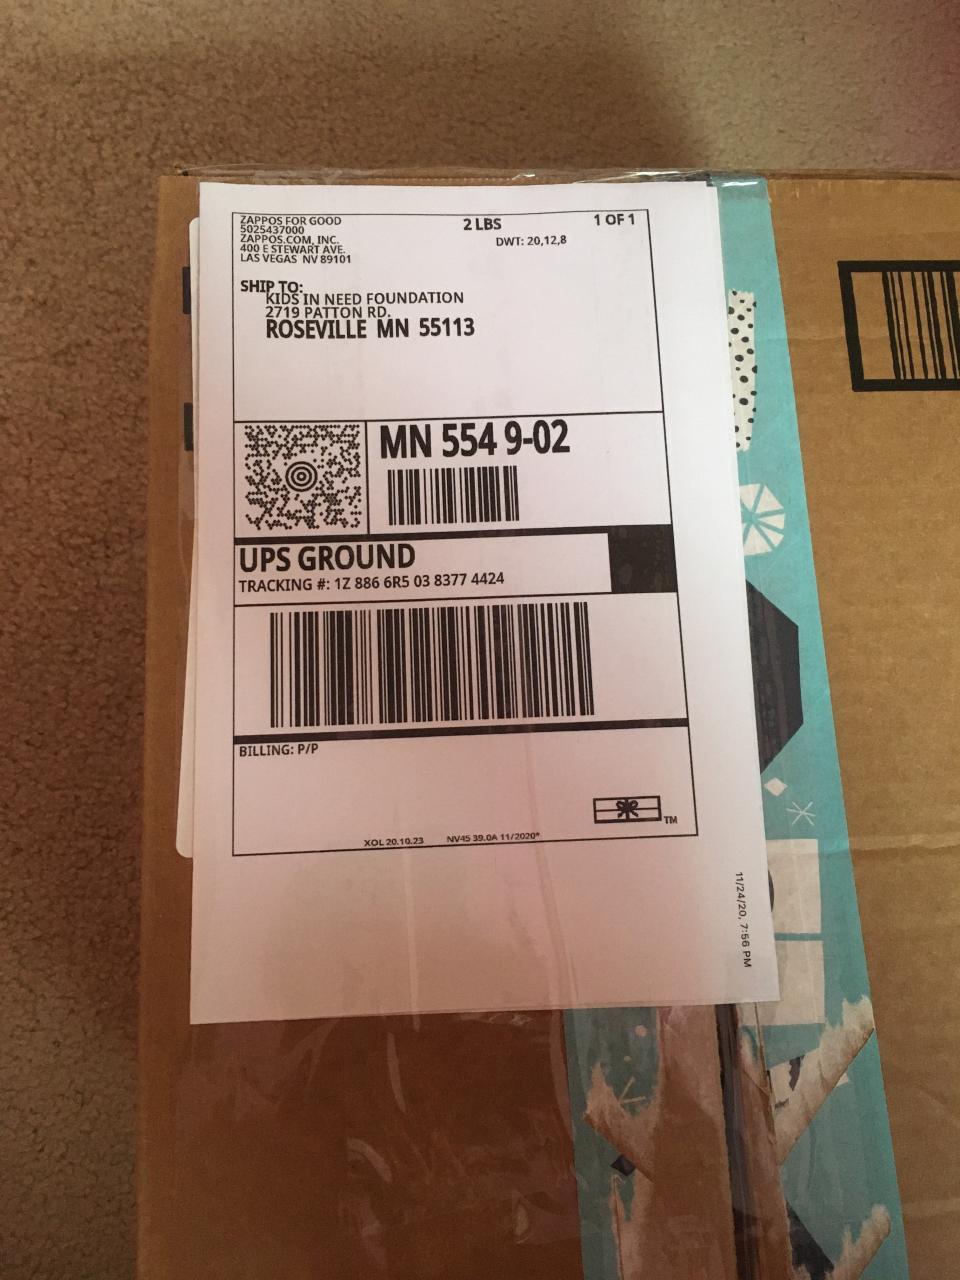 ZAPPOS FOR GOOD
5025437000
ZAPPOS.COM, INC.
400 E STEWART AVE.
LAS VEGAS NV 89101
2 LBS
1 OF 1
DWT: 20,12,8
SHIP TO:
KIDS IN NEED FOUNDATION
2719 PATTON RD.
ROSEVILLE MN 55113
MN 554 9-02
UPS GROUND
TRACKING #: 1Z 886 6R5 03 8377 4424
BILLING: P/P
TM
XOL 20.10.23 NV45 39.0A 11/2020*
11/24/20, 7:56 PM